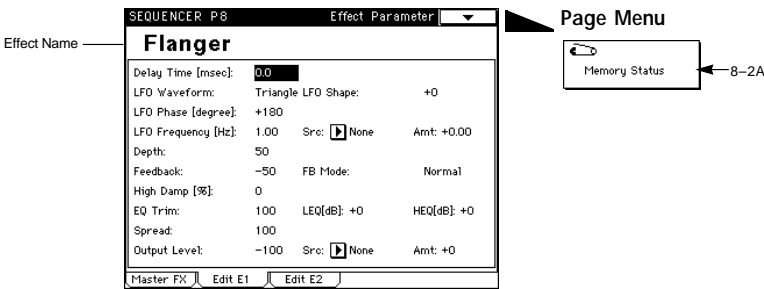 SEQUENCER P8 Effect Parameter
Page Menu
Effect Name
Flanger
Memory Status
8–2A
Delay Time [msec]: 0.0
LFO Waveform: Triangle LFO Shape: +0
LFO Phase [degree]: +180
LFO Frequency [Hz]: 1.00 Src: None Amt: +0.00
Depth: 50
Feedback: -50 FB Mode: Normal
High Damp [%]: 0
EQ Trim: 100 LEQ[dB]: +0 HEQ[dB]: +0
Spread: 100
Output Level: -100 Src: None Amt: +0
Master FX Edit E1 Edit E2